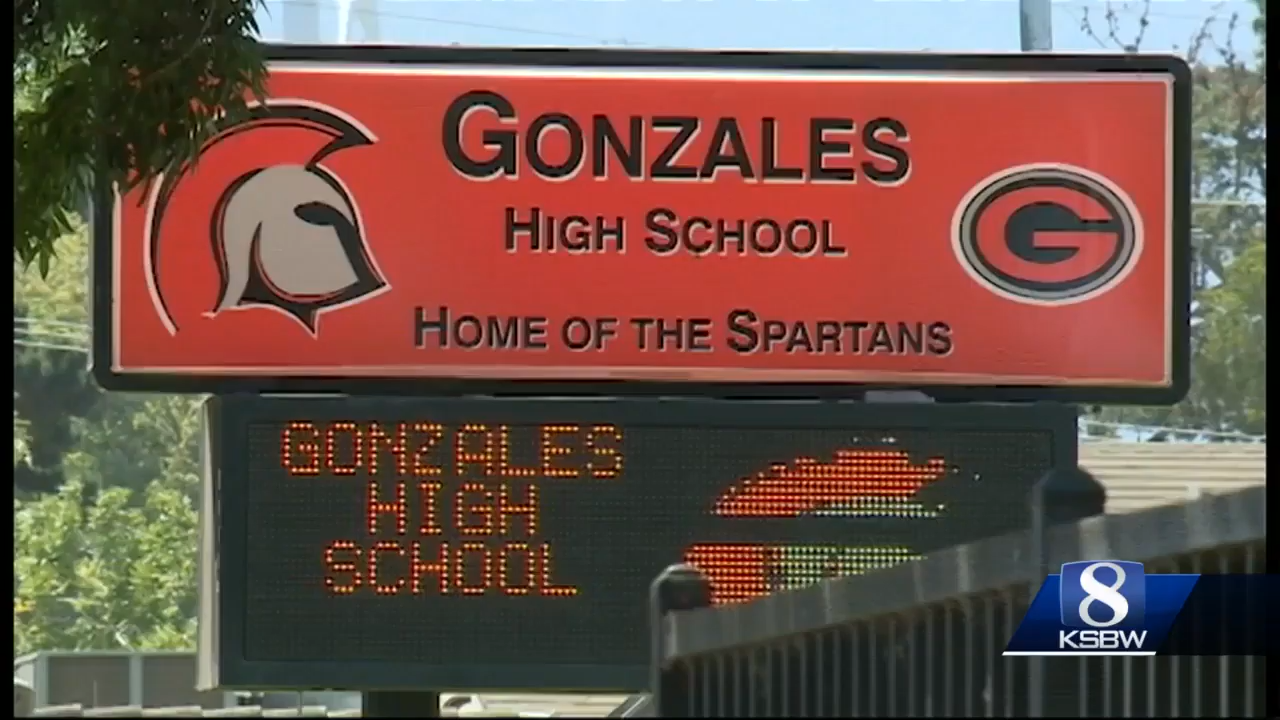 GONZALES
HIGH SCHOOL
G
HOME OF THE SPARTANS
GONZALES
HIGH
SCHOOL
8
KSBW